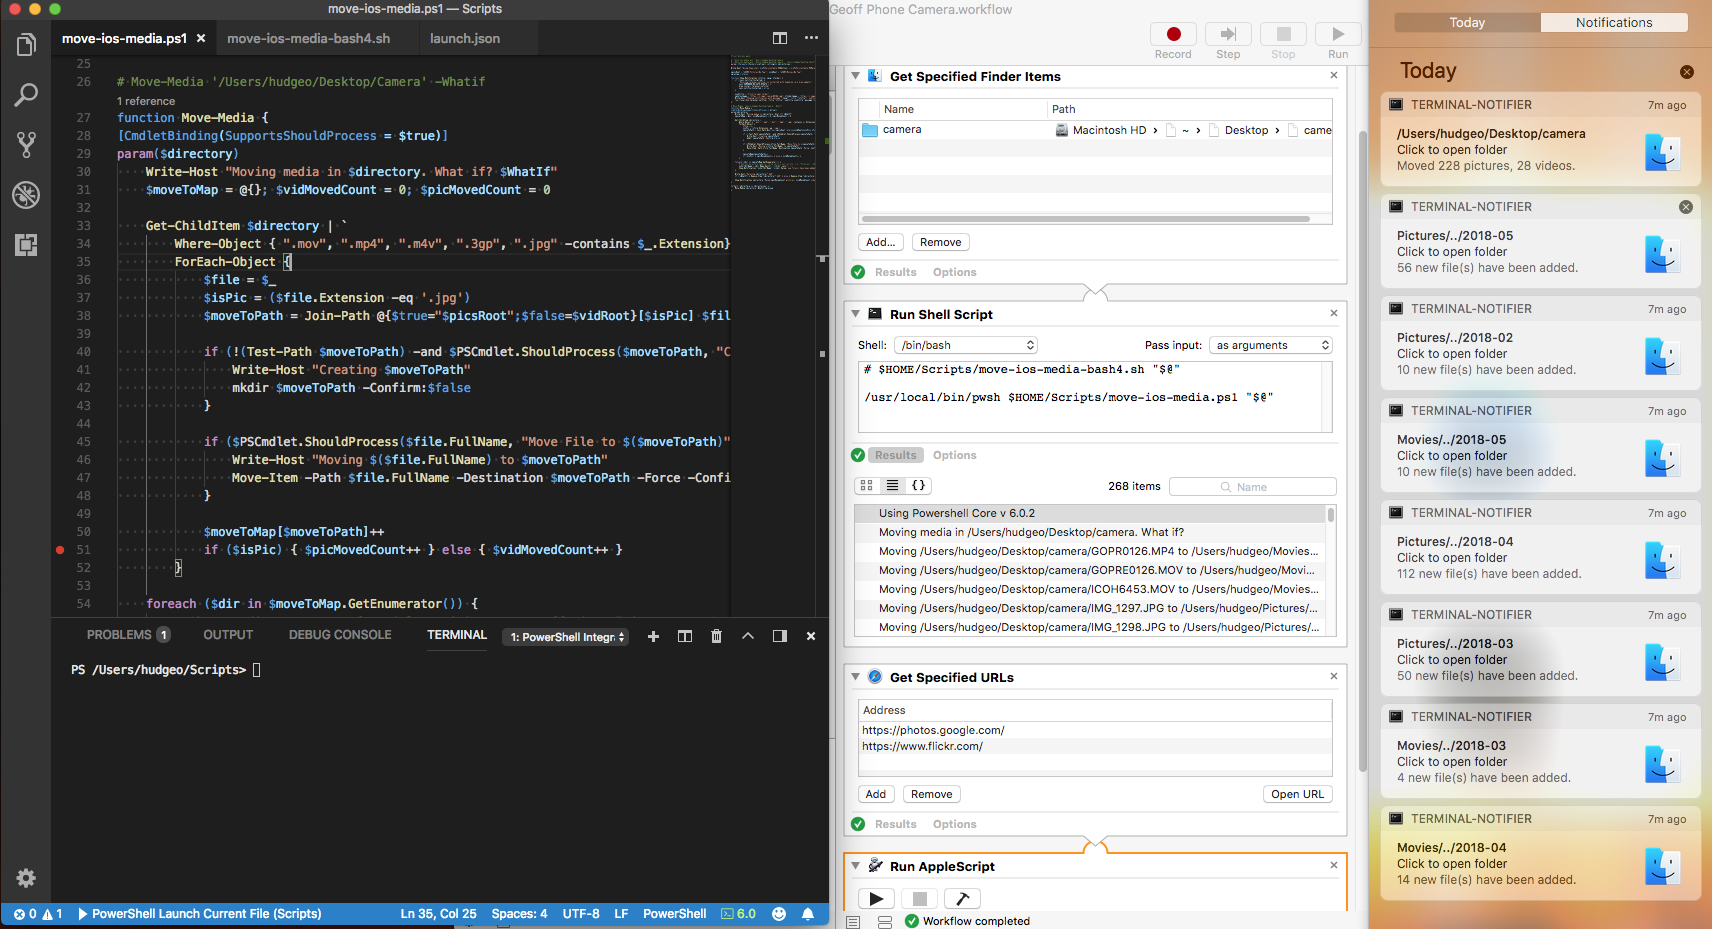 move-ios-media.ps1 — Scripts
move-ios-media.ps1
move-ios-media-bash4.sh
launch.json
25
26 # Move-Media '/Users/hudgeo/Desktop/Camera' -Whatif
1 reference
27 function Move-Media {
28 [CmdletBinding(SupportsShouldProcess = $true)]
29 param($directory)
30 Write-Host "Moving media in $directory. What if? $WhatIf"
31 $moveToMap = @{}; $vidMovedCount = 0; $picMovedCount = 0
32
33 Get-ChildItem $directory | `
34 Where-Object { ".mov", ".mp4", ".m4v", ".3gp", ".jpg" -contains $_.Extension}
35 ForEach-Object {
36 $file = $_
37 $isPic = ($file.Extension -eq '.jpg')
38 $moveToPath = Join-Path @{$true="$picsRoot";$false=$vidRoot}[$isPic] $fil
39
40 if (!(Test-Path $moveToPath) -and $PSCmdlet.ShouldProcess($moveToPath, "C
41 Write-Host "Creating $moveToPath"
42 mkdir $moveToPath -Confirm:$false
43 }
44
45 if ($PSCmdlet.ShouldProcess($file.FullName, "Move File to $($moveToPath)"
46 Write-Host "Moving $($file.FullName) to $moveToPath"
47 Move-Item -Path $file.FullName -Destination $moveToPath -Force -Confi
48 }
49
50 $moveToMap[$moveToPath]++
51 if ($isPic) { $picMovedCount++ } else { $vidMovedCount++ }
52 }
53
54 foreach ($dir in $moveToMap.GetEnumerator()) {
PROBLEMS 1 OUTPUT DEBUG CONSOLE TERMINAL 1: PowerShell Integra
PS /Users/hudgeo/Scripts>
0 1 PowerShell Launch Current File (Scripts) Ln 35, Col 25 Spaces: 4 UTF-8 LF PowerShell 6.0
Geoff Phone Camera.workflow
Record Step Stop Run
Get Specified Finder Items
Name Path
camera Macintosh HD › ~ › Desktop › came
Add... Remove
Results Options
Run Shell Script
Shell: /bin/bash Pass input: as arguments
# $HOME/Scripts/move-ios-media-bash4.sh "$@"
/usr/local/bin/pwsh $HOME/Scripts/move-ios-media.ps1 "$@"
Results Options
{} 268 items Name
Using Powershell Core v 6.0.2
Moving media in /Users/hudgeo/Desktop/camera. What if?
Moving /Users/hudgeo/Desktop/camera/GOPR0126.MP4 to /Users/hudgeo/Movies...
Moving /Users/hudgeo/Desktop/camera/GOPRE0126.MOV to /Users/hudgeo/Movi...
Moving /Users/hudgeo/Desktop/camera/ICOH6453.MOV to /Users/hudgeo/Movies...
Moving /Users/hudgeo/Desktop/camera/IMG_1297.JPG to /Users/hudgeo/Pictures/...
Moving /Users/hudgeo/Desktop/camera/IMG_1298.JPG to /Users/hudgeo/Pictures/...
Get Specified URLs
Address
https://photos.google.com/
https://www.flickr.com/
Add Remove Open URL
Results Options
Run AppleScript
Workflow completed
Today Notifications
Today
TERMINAL-NOTIFIER 7m ago
/Users/hudgeo/Desktop/camera
Click to open folder
Moved 228 pictures, 28 videos.
TERMINAL-NOTIFIER
Pictures/../2018-05
Click to open folder
56 new file(s) have been added.
TERMINAL-NOTIFIER 7m ago
Pictures/../2018-02
Click to open folder
10 new file(s) have been added.
TERMINAL-NOTIFIER 7m ago
Movies/../2018-05
Click to open folder
10 new file(s) have been added.
TERMINAL-NOTIFIER 7m ago
Pictures/../2018-04
Click to open folder
112 new file(s) have been added.
TERMINAL-NOTIFIER 7m ago
Pictures/../2018-03
Click to open folder
50 new file(s) have been added.
TERMINAL-NOTIFIER 7m ago
Movies/../2018-03
Click to open folder
4 new file(s) have been added.
TERMINAL-NOTIFIER 7m ago
Movies/../2018-04
Click to open folder
14 new file(s) have been added.